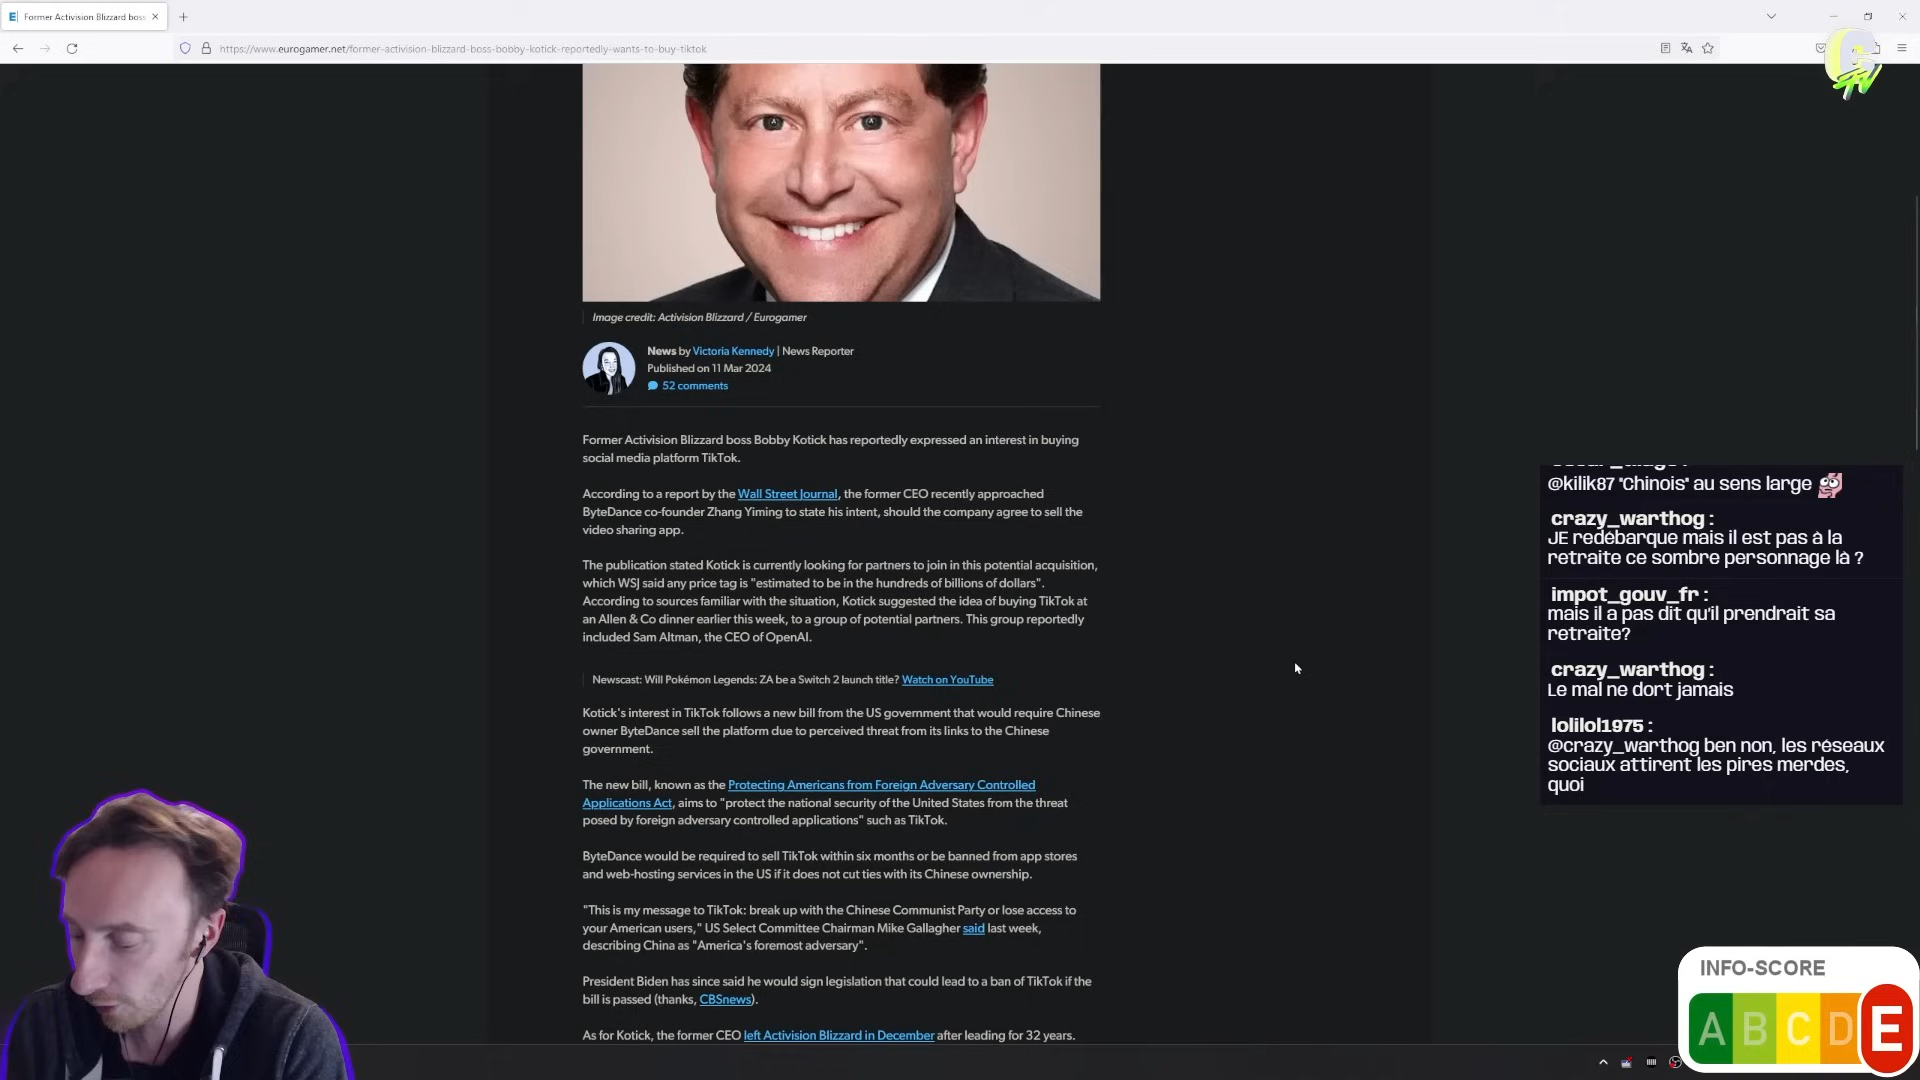 Former Activision Blizzard boss
https://www.eurogamer.net/former-activision-blizzard-boss-bobby-kotick-reportedly-wants-to-buy-tiktok
Image credit: Activision Blizzard / Eurogamer
News by Victoria Kennedy | News Reporter
Published on 11 Mar 2024
52 comments
Former Activision Blizzard boss Bobby Kotick has reportedly expressed an interest in buying
social media platform TikTok.
According to a report by the Wall Street Journal, the former CEO recently approached
ByteDance co-founder Zhang Yiming to state his intent, should the company agree to sell the
video sharing app.
The publication stated Kotick is currently looking for partners to join in this potential acquisition,
which WSJ said any price tag is "estimated to be in the hundreds of billions of dollars".
According to sources familiar with the situation, Kotick suggested the idea of buying TikTok at
an Allen & Co dinner earlier this week, to a group of potential partners. This group reportedly
included Sam Altman, the CEO of OpenAI.
Newscast: Will Pokémon Legends: ZA be a Switch 2 launch title? Watch on YouTube
Kotick's interest in TikTok follows a new bill from the US government that would require Chinese
owner ByteDance sell the platform due to perceived threat from its links to the Chinese
government.
The new bill, known as the Protecting Americans from Foreign Adversary Controlled
Applications Act, aims to "protect the national security of the United States from the threat
posed by foreign adversary controlled applications" such as TikTok.
ByteDance would be required to sell TikTok within six months or be banned from app stores
and web-hosting services in the US if it does not cut ties with its Chinese ownership.
"This is my message to TikTok: break up with the Chinese Communist Party or lose access to
your American users," US Select Committee Chairman Mike Gallagher said last week,
describing China as "America's foremost adversary".
President Biden has since said he would sign legislation that could lead to a ban of TikTok if the
bill is passed (thanks, CBSnews).
As for Kotick, the former CEO left Activision Blizzard in December after leading for 32 years.
@kilik87 "Chinois" au sens large
crazy_warthog :
JE redébarque mais il est pas à la
retraite ce sombre personnage là ?
impot_gouv_fr :
mais il a pas dit qu'il prendrait sa
retraite?
crazy_warthog :
Le mal ne dort jamais
lolilol1975 :
@crazy_warthog ben non, les réseaux
sociaux attirent les pires merdes,
quoi
INFO-SCORE
A B C D E